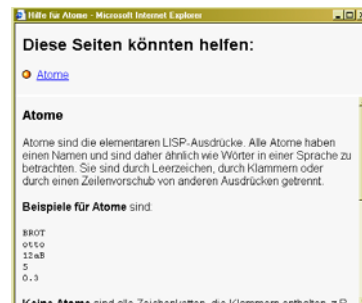 Hilfe für Atome - Microsoft Internet Explorer
Diese Seiten könnten helfen:
Atome
Atome
Atome sind die elementaren LISP-Ausdrücke. Alle Atome haben
einen Namen und sind daher ähnlich wie Wörter in einer Sprache zu
betrachten. Sie sind durch Leerzeichen, durch Klammern oder
durch einen Zeilenvorschub von anderen Ausdrücken getrennt.
Beispiele für Atome sind:
BROT
otto
12aB
5
0.3
Keine Atome sind alle Zeichenketten, die Klammern enthalten, z.B.